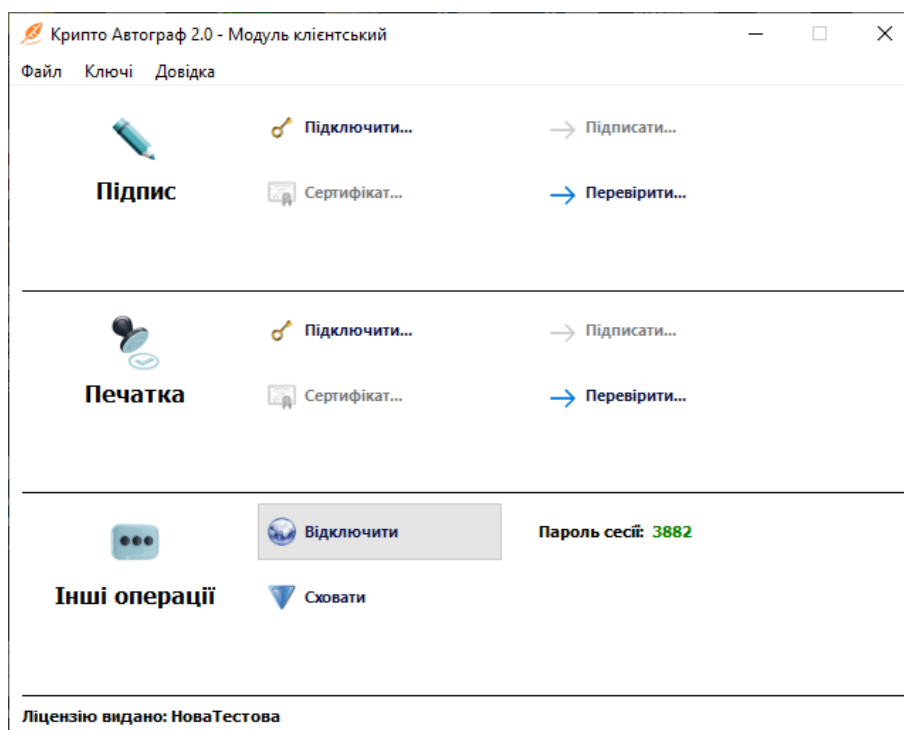 Крипто Автограф 2.0 - Модуль клієнтський
Файл Ключі Довідка
Підпис
Підключити...
Підписати...
Сертифікат...
Перевірити...
Печатка
Підключити...
Підписати...
Сертифікат...
Перевірити...
Інші операції
Відключити
Пароль сесії: 3882
Сховати
Ліцензію видано: НоваТестова